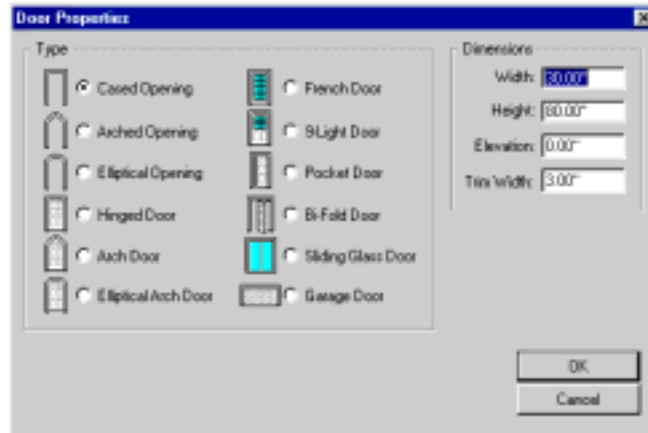 Door Properties
Type
Cased Opening
Arched Opening
Elliptical Opening
Hinged Door
Arch Door
Elliptical Arch Door
French Door
9-Light Door
Pocket Door
Bi-Fold Door
Sliding Glass Door
Garage Door
Dimensions
Width: 30.00"
Height: 80.00"
Elevation: 0.00"
Trim Width: 3.00"
OK
Cancel